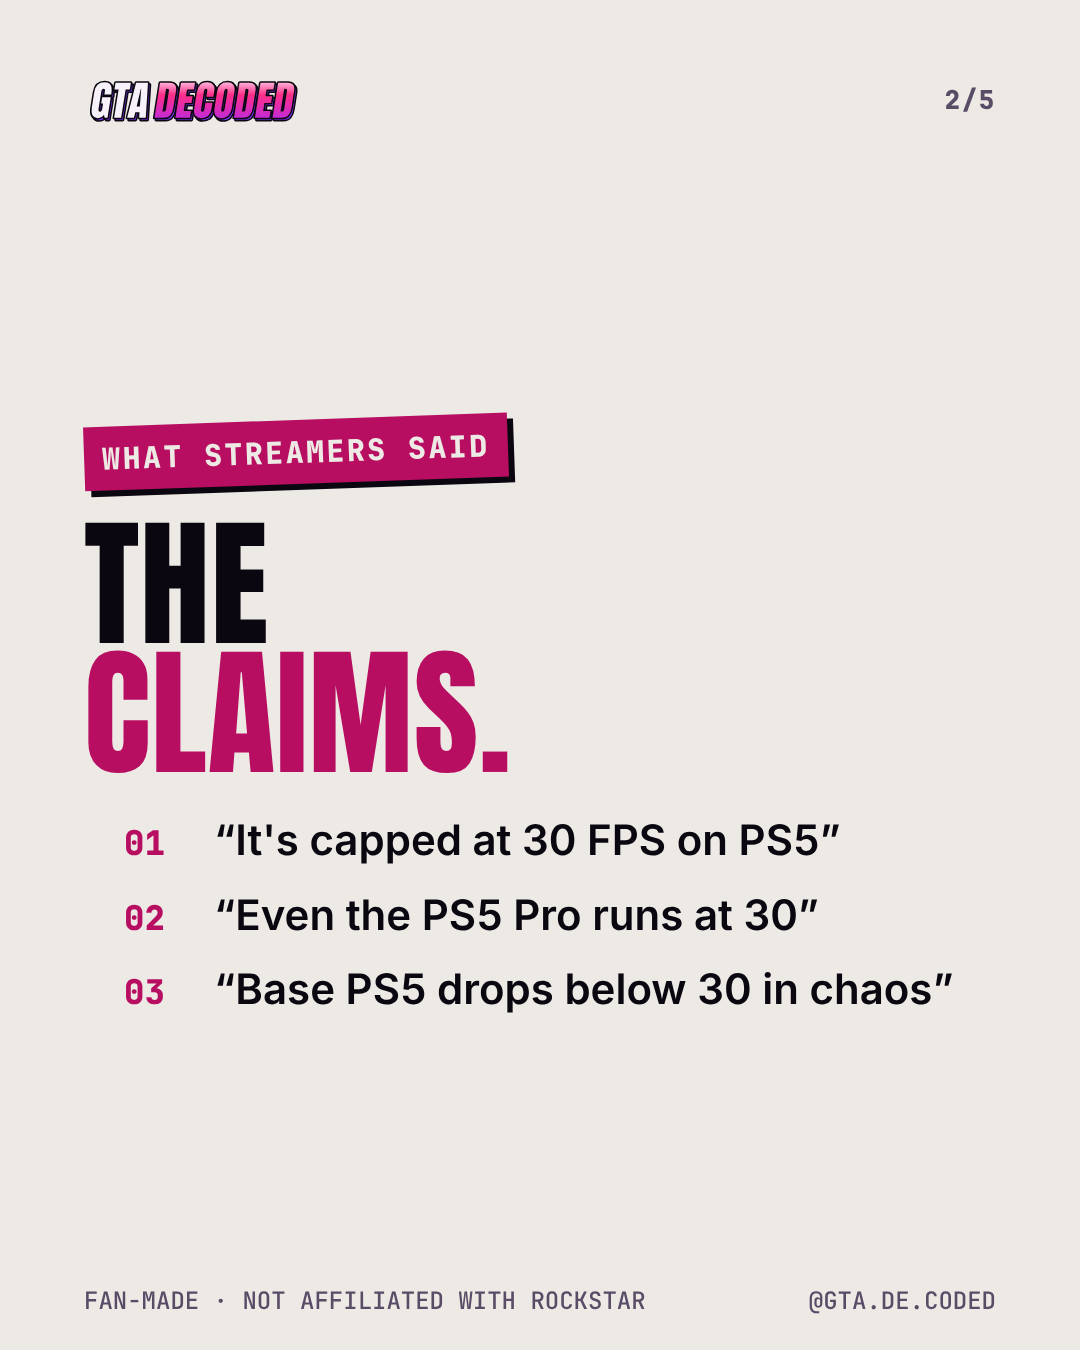 GTA DECODED
2/5
WHAT STREAMERS SAID
THE
CLAIMS.
01 “It's capped at 30 FPS on PS5”
02 “Even the PS5 Pro runs at 30”
03 “Base PS5 drops below 30 in chaos”
FAN-MADE · NOT AFFILIATED WITH ROCKSTAR
@GTA.DE.CODED